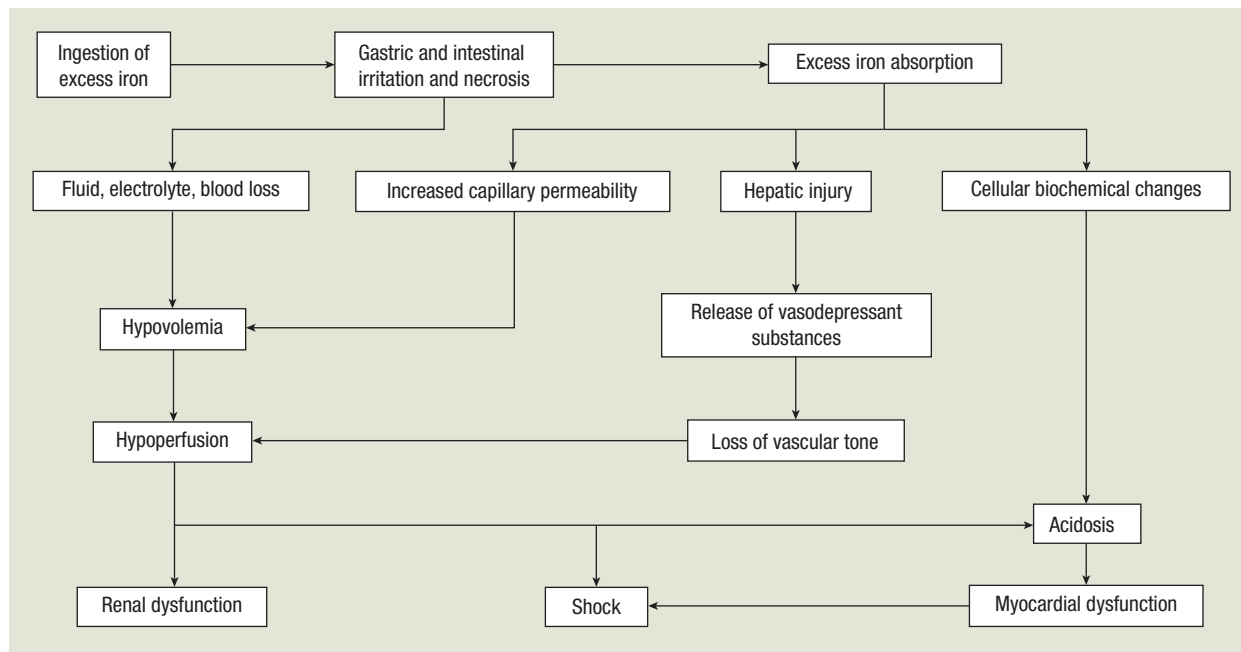 Ingestion of
excess iron
Gastric and intestinal
irritation and necrosis
Excess iron absorption
Fluid, electrolyte, blood loss
Increased capillary permeability
Hepatic injury
Cellular biochemical changes
Hypovolemia
Release of vasodepressant
substances
Hypoperfusion
Loss of vascular tone
Acidosis
Renal dysfunction
Shock
Myocardial dysfunction